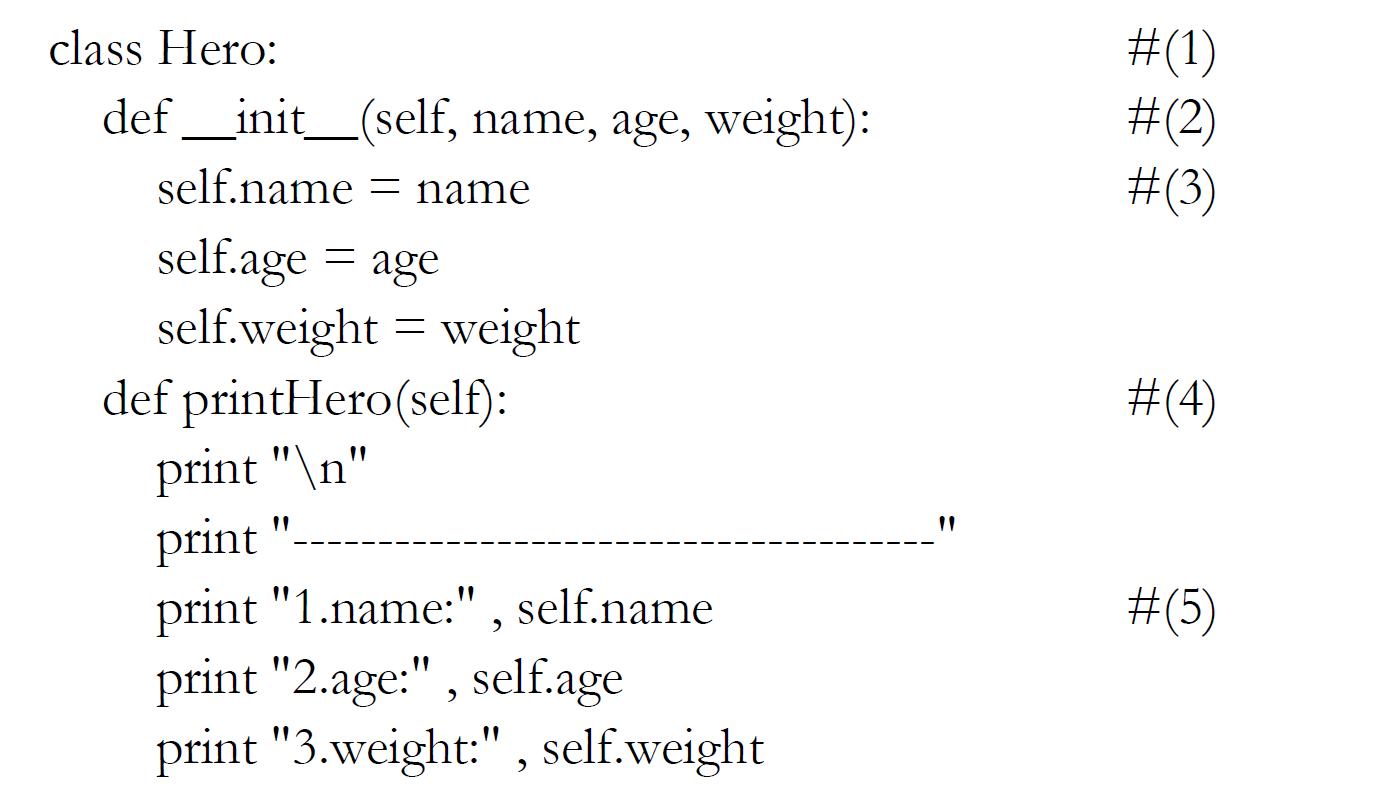 class Hero: #(1)
def __init__(self, name, age, weight): #(2)
self.name = name #(3)
self.age = age
self.weight = weight
def printHero(self): #(4)
print "\n"
print "--------------------------------------"
print "1.name:" , self.name #(5)
print "2.age:" , self.age
print "3.weight:" , self.weight